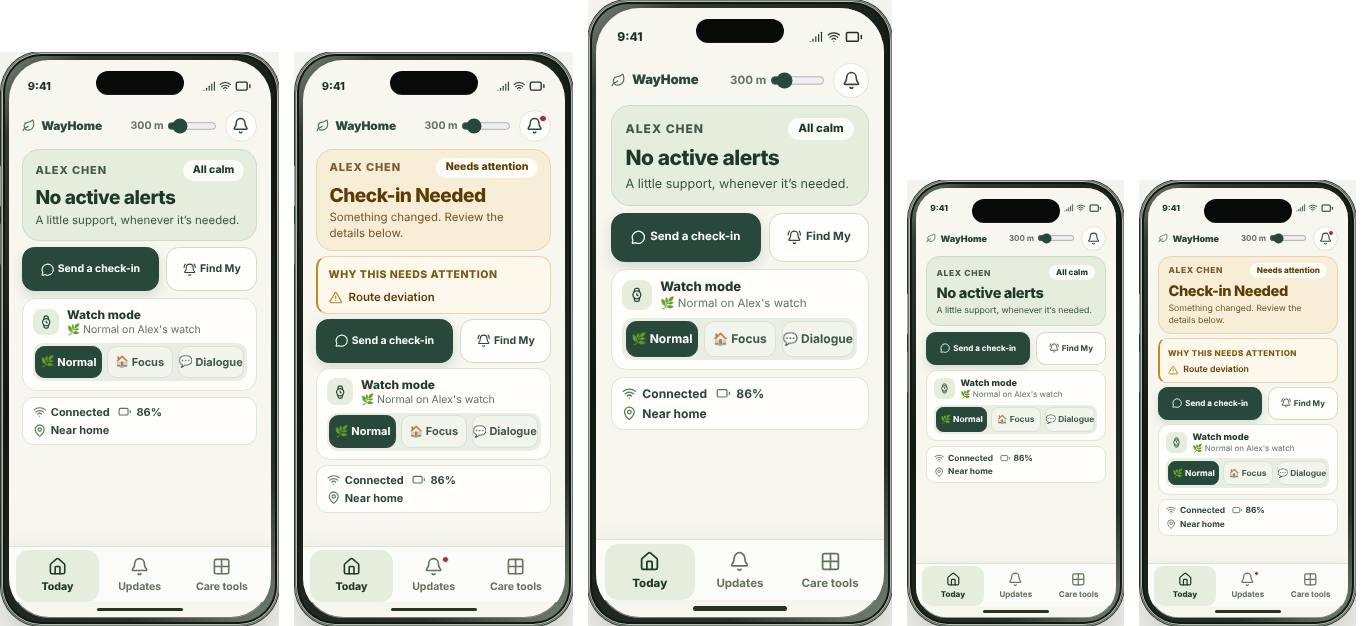 9:41
WayHome 300 m
ALEX CHEN All calm
No active alerts
A little support, whenever it's needed.
Send a check-in Find My
Watch mode
🌿 Normal on Alex's watch
🌿 Normal 🏠 Focus 💬 Dialogue
Connected 86%
Near home
Today Updates Care tools
9:41
WayHome 300 m
ALEX CHEN Needs attention
Check-in Needed
Something changed. Review the
details below.
WHY THIS NEEDS ATTENTION
Route deviation
Send a check-in Find My
Watch mode
🌿 Normal on Alex's watch
🌿 Normal 🏠 Focus 💬 Dialogue
Connected 86%
Near home
Today Updates Care tools
9:41
WayHome 300 m
ALEX CHEN All calm
No active alerts
A little support, whenever it's needed.
Send a check-in Find My
Watch mode
🌿 Normal on Alex's watch
🌿 Normal 🏠 Focus 💬 Dialogue
Connected 86%
Near home
Today Updates Care tools
9:41
WayHome 300 m
ALEX CHEN All calm
No active alerts
A little support, whenever it's needed.
Send a check-in Find My
Watch mode
🌿 Normal on Alex's watch
🌿 Normal 🏠 Focus 💬 Dialogue
Connected 86%
Near home
Today Updates Care tools
9:41
WayHome 300 m
ALEX CHEN Needs attention
Check-in Needed
Something changed. Review the
details below.
WHY THIS NEEDS ATTENTION
Route deviation
Send a check-in Find My
Watch mode
🌿 Normal on Alex's watch
🌿 Normal 🏠 Focus 💬 Dialogue
Connected 86%
Near home
Today Updates Care tools